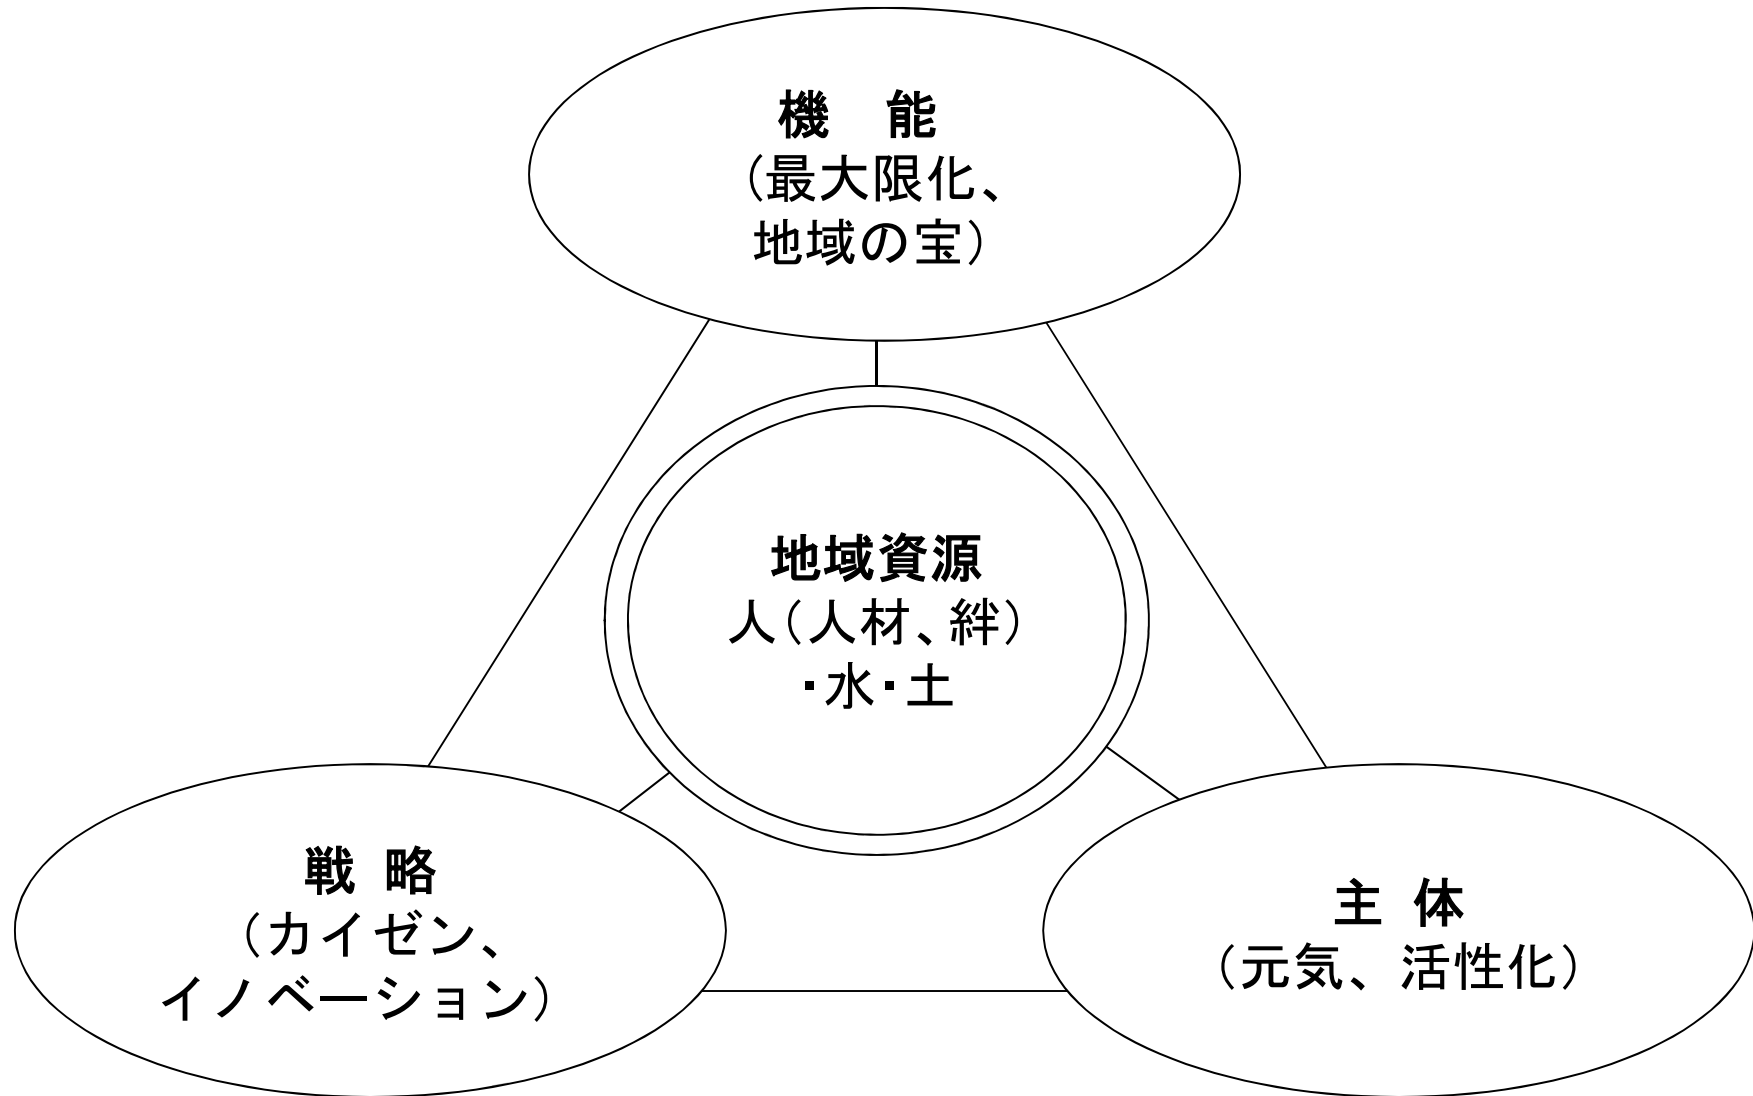 機　能
（最大限化、
地域の宝）
地域資源
人（人材、絆）
・水・土
戦 略
（カイゼン、
イノベーション）
主 体
（元気、活性化）